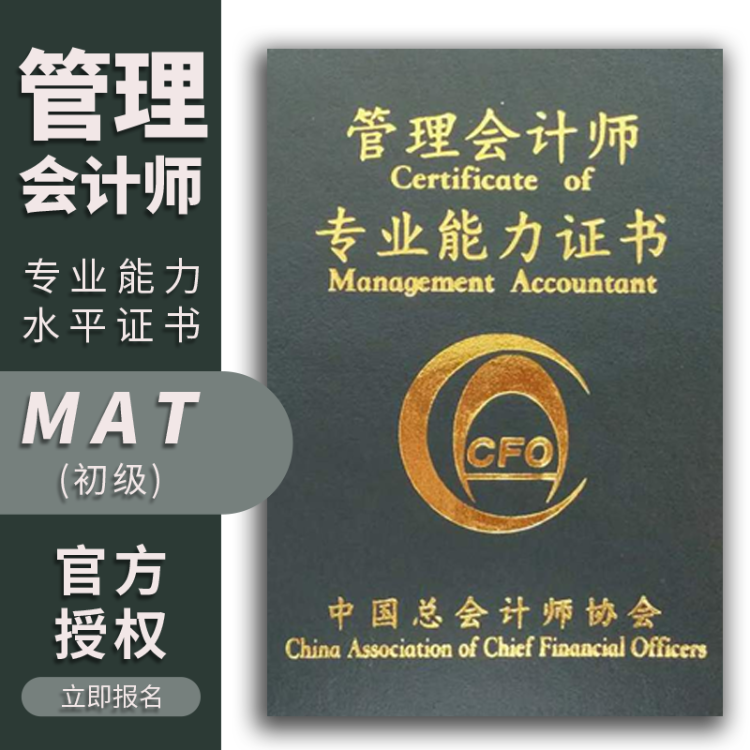 管理
会计师
专业能力
水平证书
MAT
(初级)
官方
授权
立即报名
管理会计师
Certificate of
专业能力证书
Management Accountant
CFO
中国总会计师协会
China Association of Chief Financial Officers